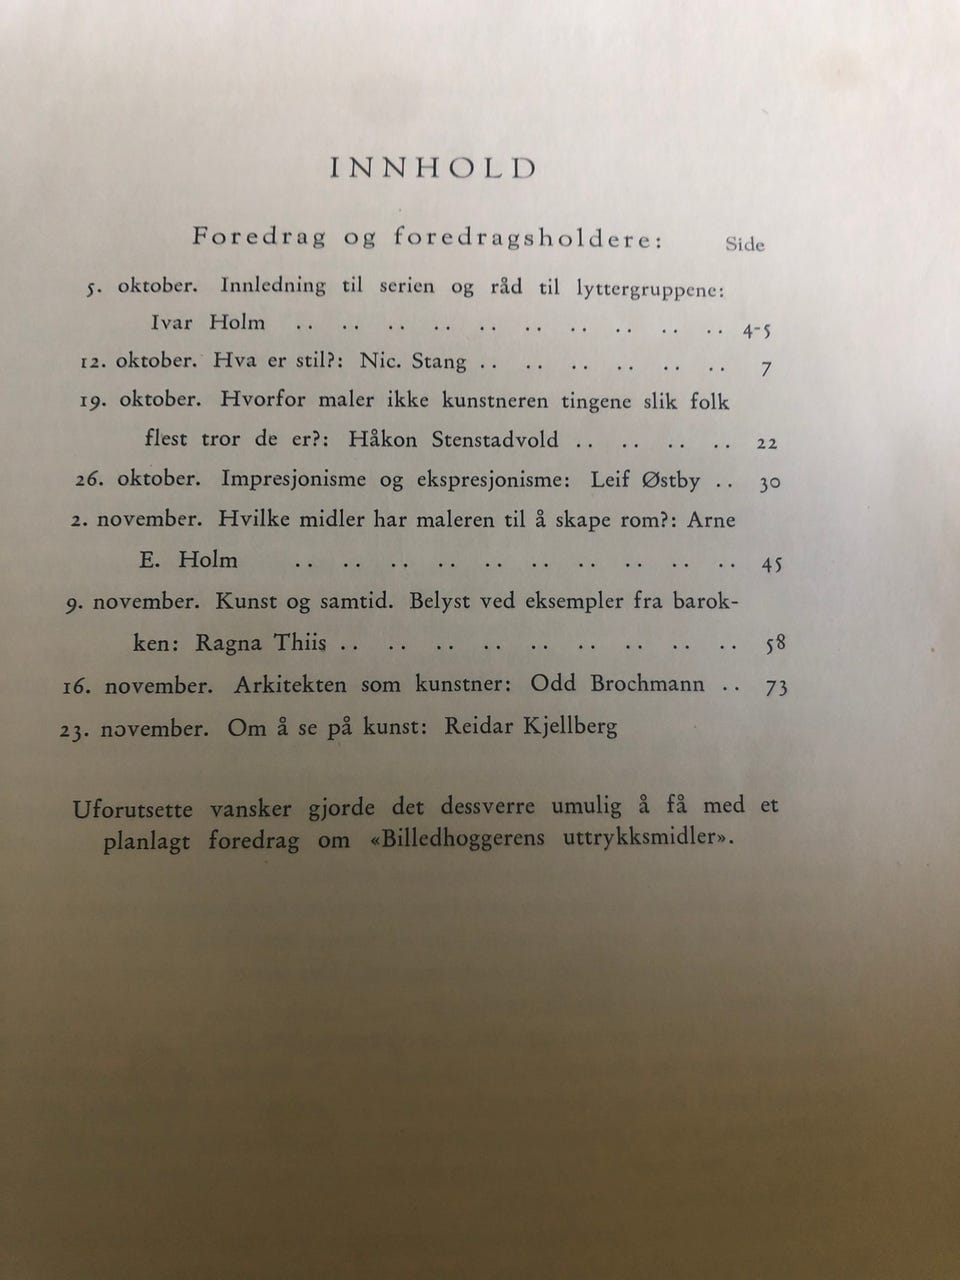 INNHOLD
Foredrag og foredragsholdere: Side
5. oktober. Innledning til serien og råd til lyttergruppene:
Ivar Holm .. .. .. .. .. .. .. .. .. .. 4-5
12. oktober. Hva er stil?: Nic. Stang .. .. .. .. .. .. 7
19. oktober. Hvorfor maler ikke kunstneren tingene slik folk
flest tror de er?: Håkon Stenstadvold .. .. .. .. 22
26. oktober. Impresjonisme og ekspresjonisme: Leif Østby .. 30
2. november. Hvilke midler har maleren til å skape rom?: Arne
E. Holm .. .. .. .. .. .. .. .. .. .. 45
9. november. Kunst og samtid. Belyst ved eksempler fra barok-
ken: Ragna Thiis .. .. .. .. .. .. .. .. .. 58
16. november. Arkitekten som kunstner: Odd Brochmann .. 73
23. november. Om å se på kunst: Reidar Kjellberg
Uforutsette vansker gjorde det dessverre umulig å få med et
planlagt foredrag om «Billedhoggerens uttrykksmidler».